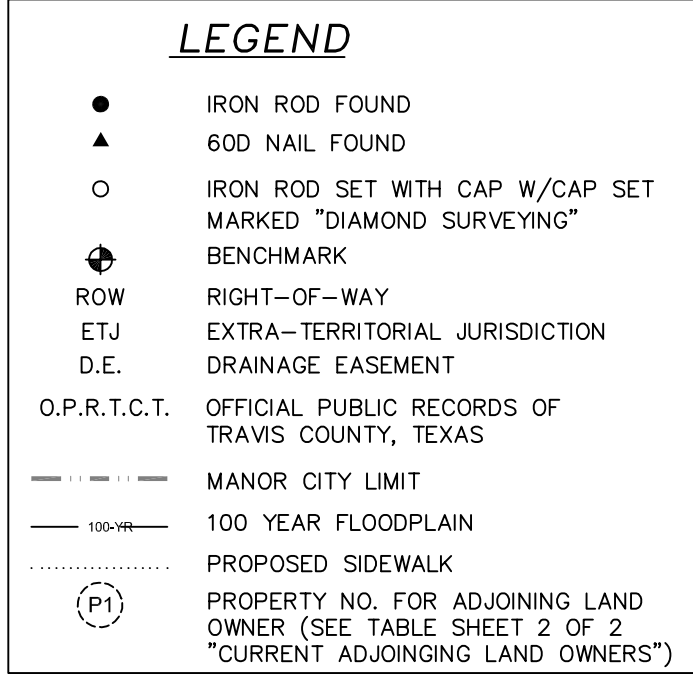 LEGEND
IRON ROD FOUND
60D NAIL FOUND
IRON ROD SET WITH CAP W/CAP SET
MARKED "DIAMOND SURVEYING"
BENCHMARK
ROW RIGHT-OF-WAY
ETJ EXTRA-TERRITORIAL JURISDICTION
D.E. DRAINAGE EASEMENT
O.P.R.T.C.T. OFFICIAL PUBLIC RECORDS OF
TRAVIS COUNTY, TEXAS
MANOR CITY LIMIT
100-YR 100 YEAR FLOODPLAIN
PROPOSED SIDEWALK
P1 PROPERTY NO. FOR ADJOINING LAND
OWNER (SEE TABLE SHEET 2 OF 2
"CURRENT ADJOINGING LAND OWNERS")